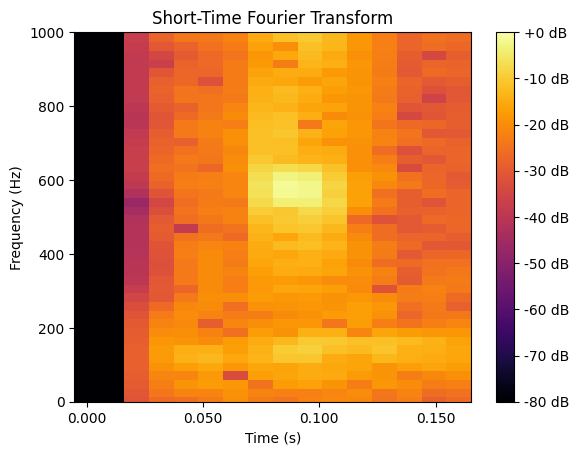 Short-Time Fourier Transform
1000
800
600
400
200
0
Frequency (Hz)
0.000
0.050
0.100
0.150
Time (s)
+0 dB
-10 dB
-20 dB
-30 dB
-40 dB
-50 dB
-60 dB
-70 dB
-80 dB